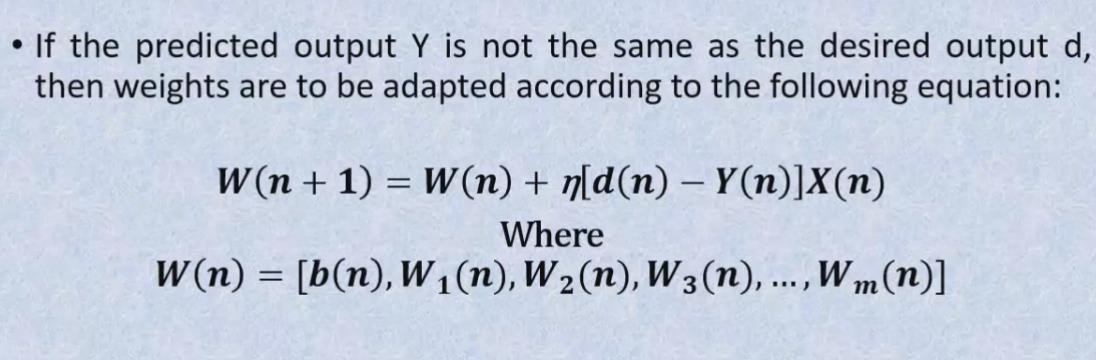 • If the predicted output Y is not the same as the desired output d,
then weights are to be adapted according to the following equation:
W(n + 1) = W(n) + η[d(n) − Y(n)]X(n)
Where
W(n) = [b(n), W₁(n), W₂(n), W₃(n), …, Wₘ(n)]